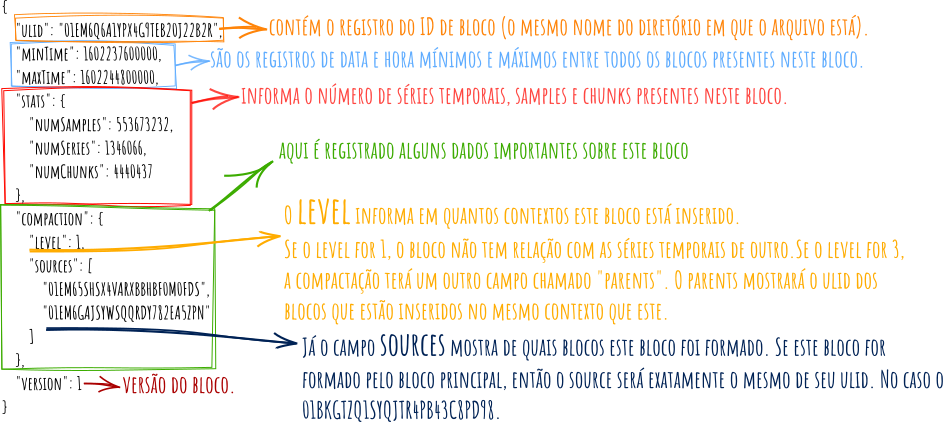 {
"ULID": "01EM6Q6A1YPX4G9TEB20J22B2R",
CONTÉM O REGISTRO DO ID DE BLOCO (O MESMO NOME DO DIRETÓRIO EM QUE O ARQUIVO ESTÁ).
"MINTIME": 1602237600000,
"MAXTIME": 1602244800000,
SÃO OS REGISTROS DE DATA E HORA MÍNIMOS E MÁXIMOS ENTRE TODOS OS BLOCOS PRESENTES NESTE BLOCO.
"STATS": {
INFORMA O NÚMERO DE SÉRIES TEMPORAIS, SAMPLES E CHUNKS PRESENTES NESTE BLOCO.
"NUMSAMPLES": 553673232,
"NUMSERIES": 1346066,
"NUMCHUNKS": 4440437
},
AQUI É REGISTRADO ALGUNS DADOS IMPORTANTES SOBRE ESTE BLOCO
"COMPACTION": {
"LEVEL": 1,
O LEVEL INFORMA EM QUANTOS CONTEXTOS ESTE BLOCO ESTÁ INSERIDO.
SE O LEVEL FOR 1, O BLOCO NÃO TEM RELAÇÃO COM AS SÉRIES TEMPORAIS DE OUTRO.SE O LEVEL FOR 3,
A COMPACTAÇÃO TERÁ UM OUTRO CAMPO CHAMADO "PARENTS". O PARENTS MOSTRARÁ O ULID DOS
BLOCOS QUE ESTÃO INSERIDOS NO MESMO CONTEXTO QUE ESTE.
"SOURCES": [
"01EM65SHSX4VARXBBHBF0M0FDS",
"01EM6GAJSYWSQQRDY782EA5ZPN"
]
JÁ O CAMPO SOURCES MOSTRA DE QUAIS BLOCOS ESTE BLOCO FOI FORMADO. SE ESTE BLOCO FOR
FORMADO PELO BLOCO PRINCIPAL, ENTÃO O SOURCE SERÁ EXATAMENTE O MESMO DE SEU ULID. NO CASO O
01BKGTZQ1SYQJTR4PB43C8PD98.
},
"VERSION": 1
VERSÃO DO BLOCO.
}